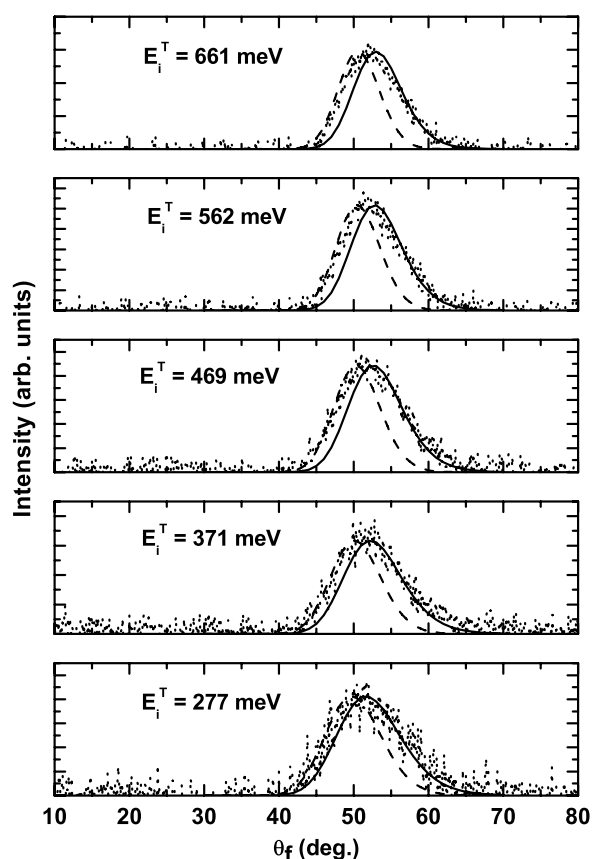 E_i^T = 661 meV
E_i^T = 562 meV
E_i^T = 469 meV
E_i^T = 371 meV
E_i^T = 277 meV
Intensity (arb. units)
10 20 30 40 50 60 70 80
θ_f (deg.)